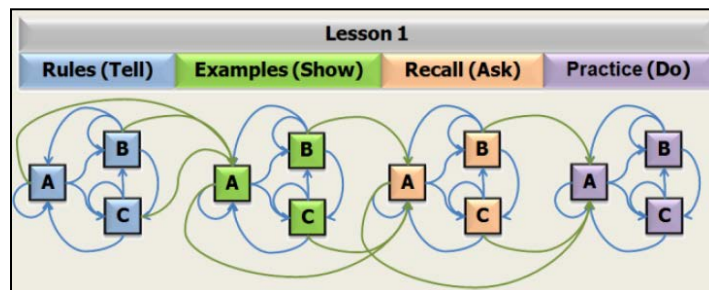 Lesson 1
Rules (Tell) Examples (Show) Recall (Ask) Practice (Do)
B B B B
A A A A
C C C C